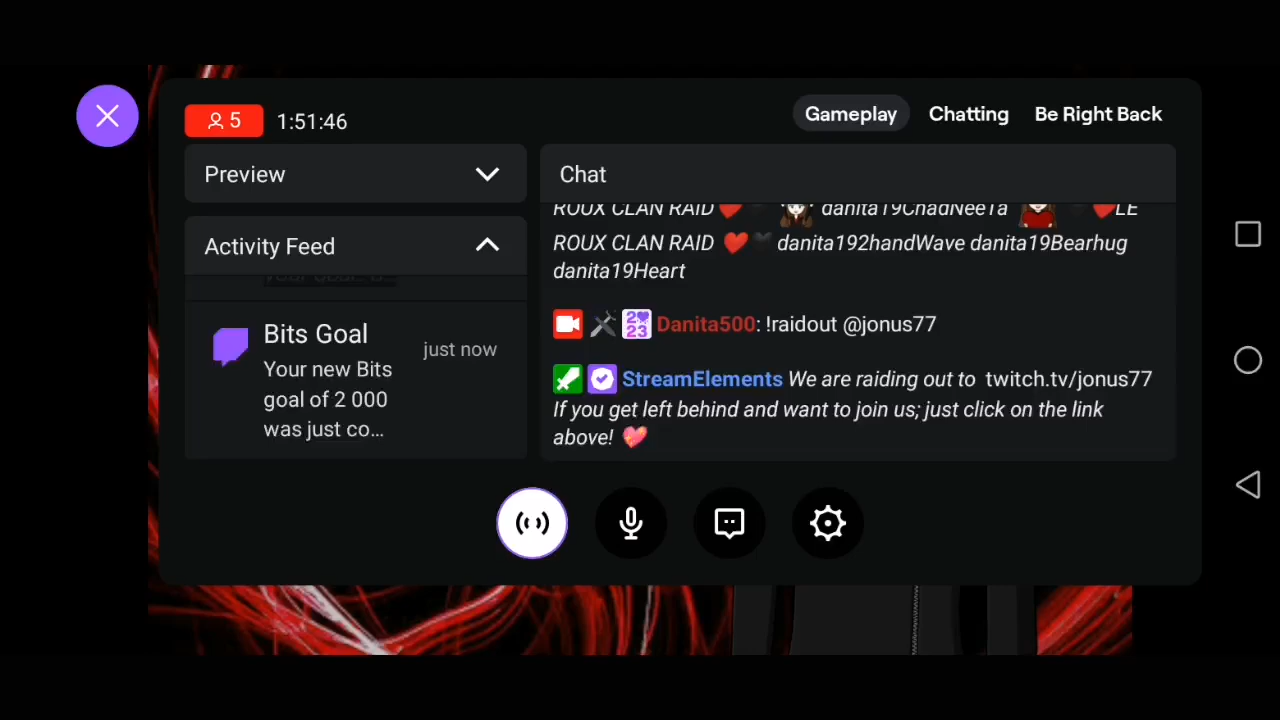 5 1:51:46 Gameplay Chatting Be Right Back
Preview
Activity Feed
Bits Goal
just now
Your new Bits
goal of 2 000
was just co...
Chat
ROUX CLAN RAID❤️🖤 danita19ChadNeeTa 🖤❤️LE
ROUX CLAN RAID ❤️🖤 danita192handWave danita19Bearhug
danita19Heart
Danita500: !raidout @jonus77
StreamElements We are raiding out to twitch.tv/jonus77
If you get left behind and want to join us; just click on the link
above! 💖